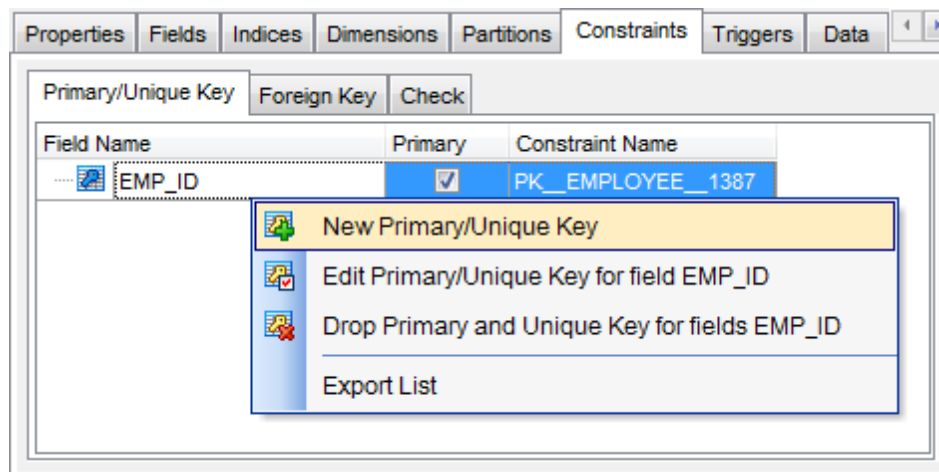 Properties Fields Indices Dimensions Partitions Constraints Triggers Data
Primary/Unique Key Foreign Key Check
Field Name Primary Constraint Name
EMP_ID PK__EMPLOYEE__1387
New Primary/Unique Key
Edit Primary/Unique Key for field EMP_ID
Drop Primary and Unique Key for fields EMP_ID
Export List